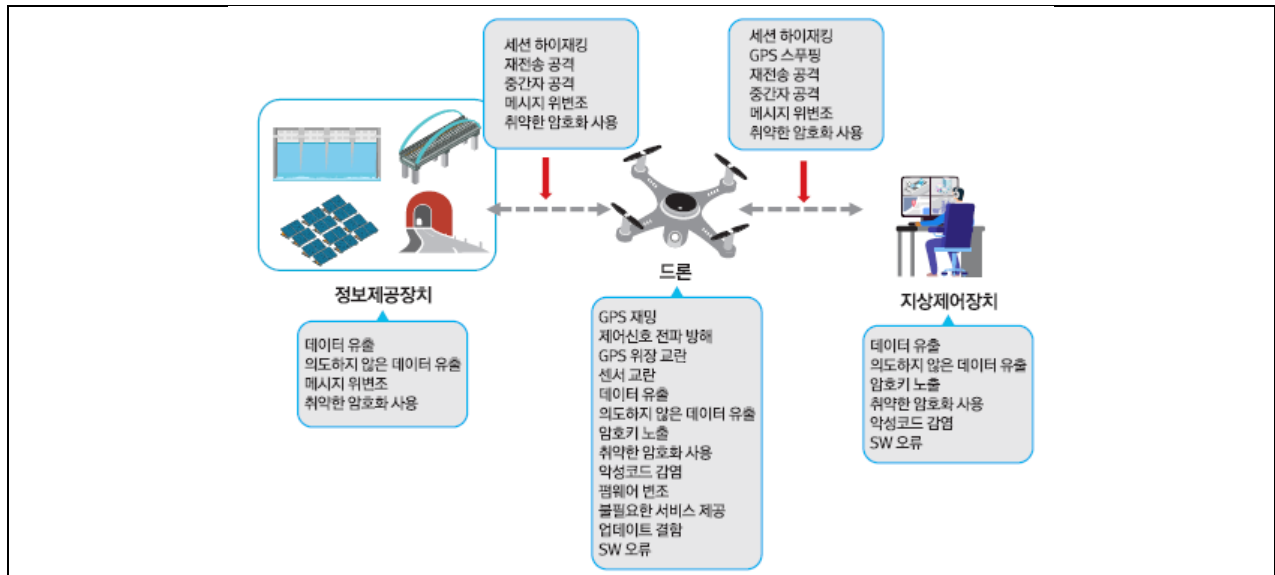 세션 하이재킹
재전송 공격
중간자 공격
메시지 위변조
취약한 암호화 사용
세션 하이재킹
GPS 스푸핑
재전송 공격
중간자 공격
메시지 위변조
취약한 암호화 사용
정보제공장치
데이터 유출
의도하지 않은 데이터 유출
메시지 위변조
취약한 암호화 사용
드론
GPS 재밍
제어신호 전파 방해
GPS 위장 교란
센서 교란
데이터 유출
의도하지 않은 데이터 유출
암호키 노출
취약한 암호화 사용
악성코드 감염
펌웨어 변조
불필요한 서비스 제공
업데이트 결함
SW 오류
지상제어장치
데이터 유출
의도하지 않은 데이터 유출
암호키 노출
취약한 암호화 사용
악성코드 감염
SW 오류